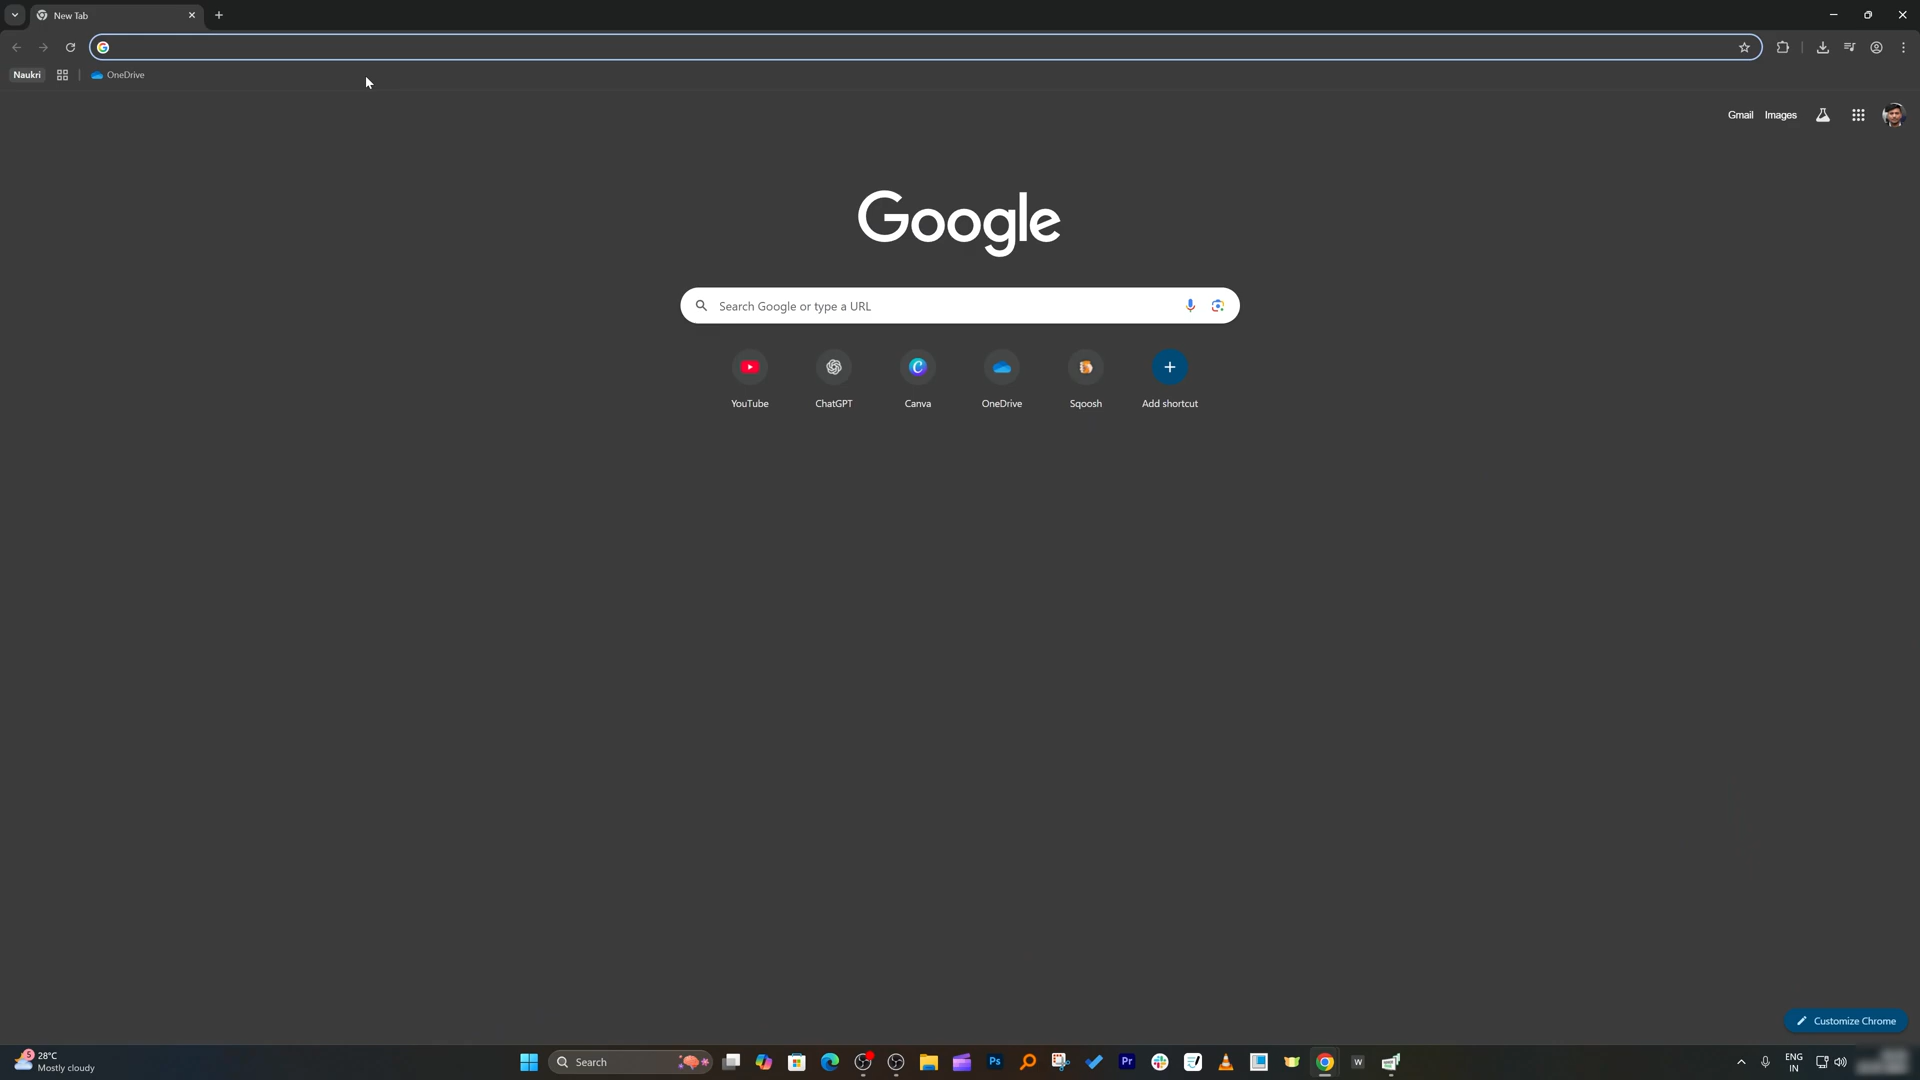 New Tab
Naukri
OneDrive
Gmail Images
Google
Search Google or type a URL
YouTube ChatGPT Canva OneDrive Sqoosh Add shortcut
Customize Chrome
5
28°C
Mostly cloudy
Search
Ps
Pr
W
ENG
IN